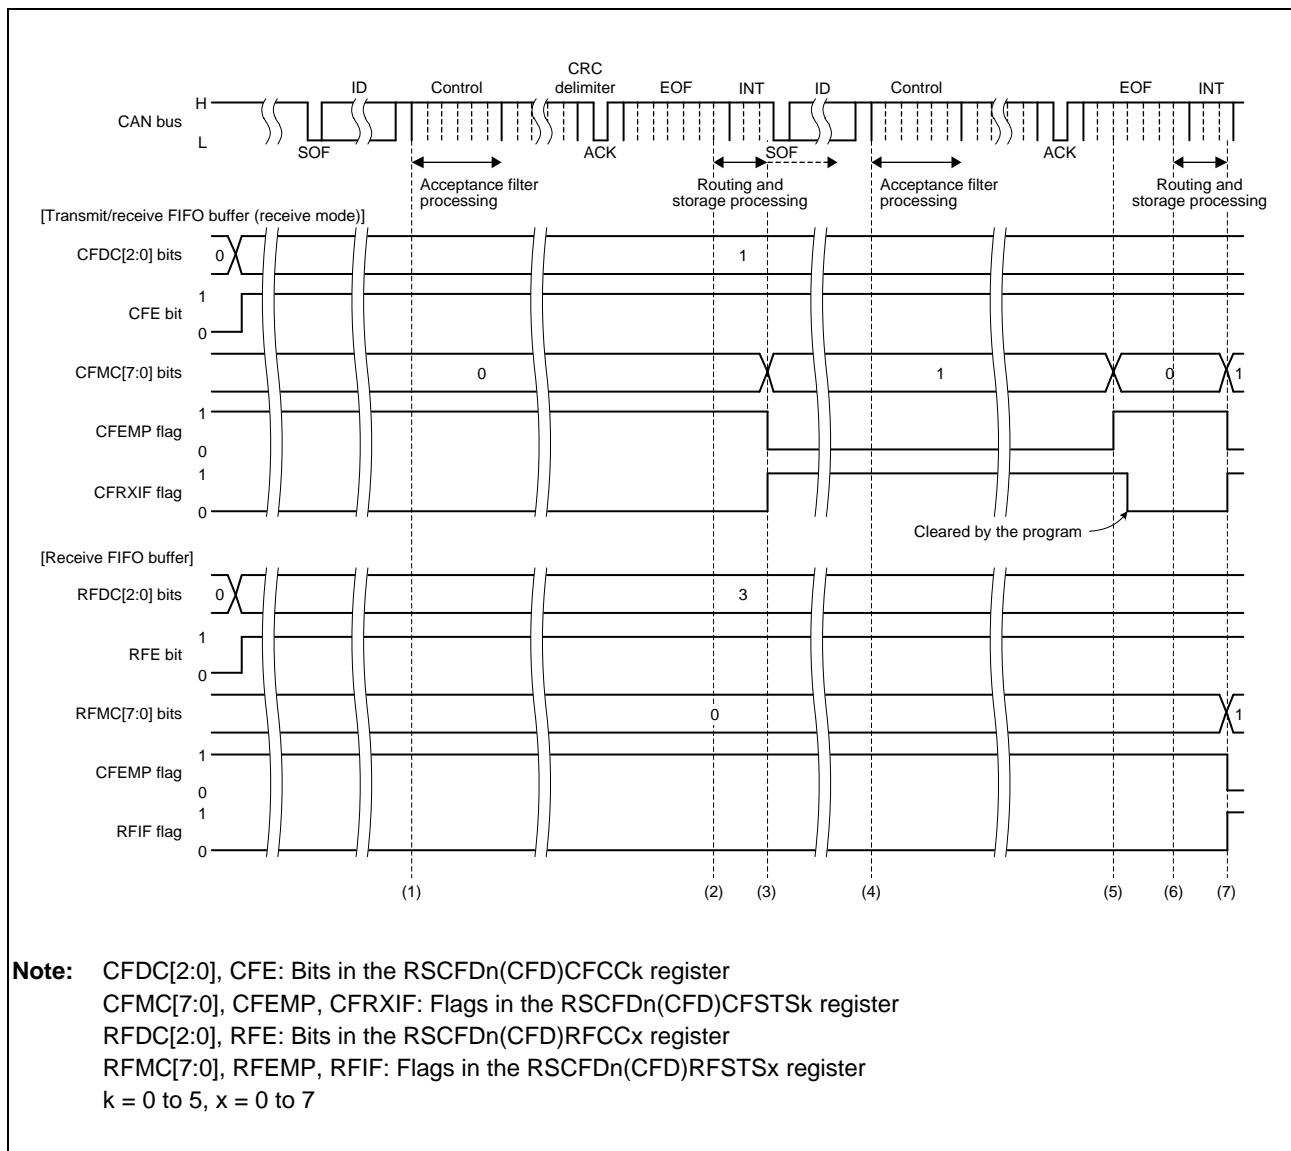 CRC
ID Control delimiter EOF INT ID Control EOF INT
H
CAN bus
L
SOF ACK SOF ACK
Acceptance filter Routing and Acceptance filter Routing and
processing storage processing processing storage processing
[Transmit/receive FIFO buffer (receive mode)]
CFDC[2:0] bits 0 1
1
CFE bit
0
CFMC[7:0] bits 0 1 0 1
1
CFEMP flag
0
1
CFRXIF flag
0
Cleared by the program
[Receive FIFO buffer]
RFDC[2:0] bits 0 3
1
RFE bit
0
RFMC[7:0] bits 0 1
1
CFEMP flag
0
1
RFIF flag
0
(1) (2) (3) (4) (5) (6) (7)
Note: CFDC[2:0], CFE: Bits in the RSCFDn(CFD)CFCCk register
CFMC[7:0], CFEMP, CFRXIF: Flags in the RSCFDn(CFD)CFSTSk register
RFDC[2:0], RFE: Bits in the RSCFDn(CFD)RFCCx register
RFMC[7:0], RFEMP, RFIF: Flags in the RSCFDn(CFD)RFSTSx register
k = 0 to 5, x = 0 to 7